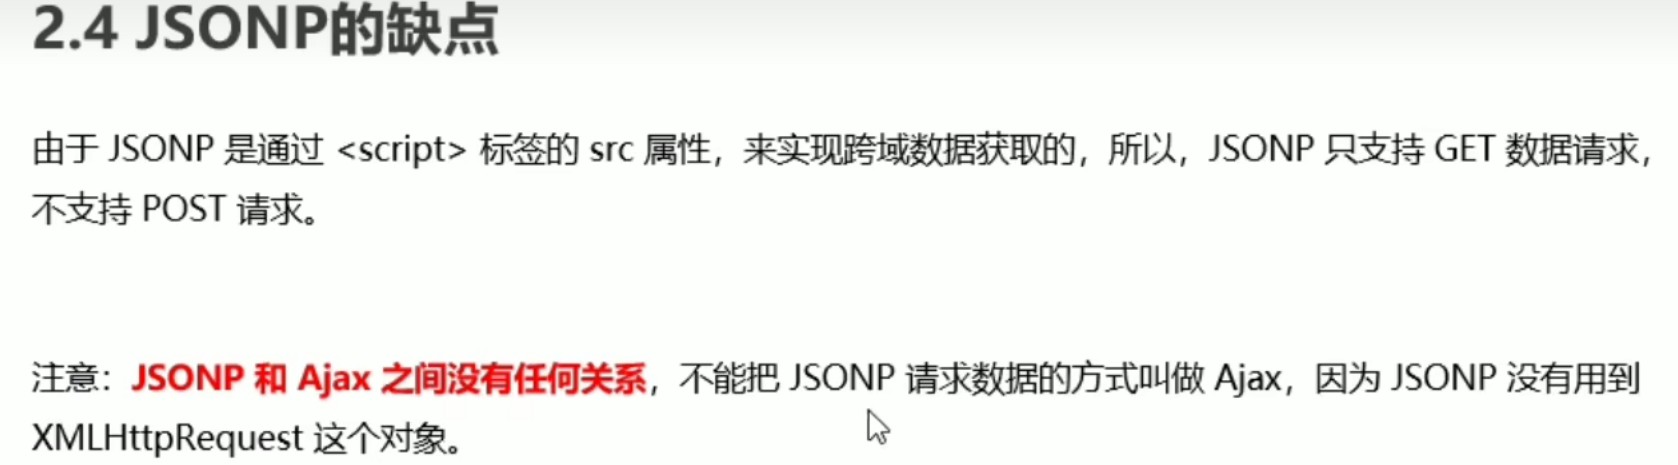 2.4 JSONP的缺点
由于 JSONP 是通过 <script> 标签的 src 属性，来实现跨域数据获取的，所以，JSONP 只支持 GET 数据请求，
不支持 POST 请求。
注意：JSONP 和 Ajax 之间没有任何关系，不能把 JSONP 请求数据的方式叫做 Ajax，因为 JSONP 没有用到
XMLHttpRequest 这个对象。